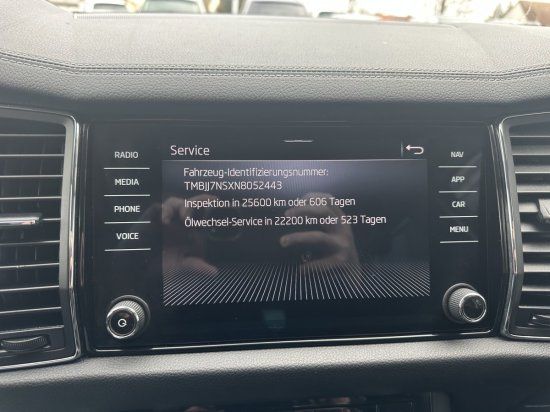 Service
RADIO
MEDIA
PHONE
VOICE
Fahrzeug-Identifizierungsnummer:
TMBJJ7NSXN8052443
Inspektion in 25600 km oder 606 Tagen
Ölwechsel-Service in 22200 km oder 523 Tagen
NAV
APP
CAR
MENU